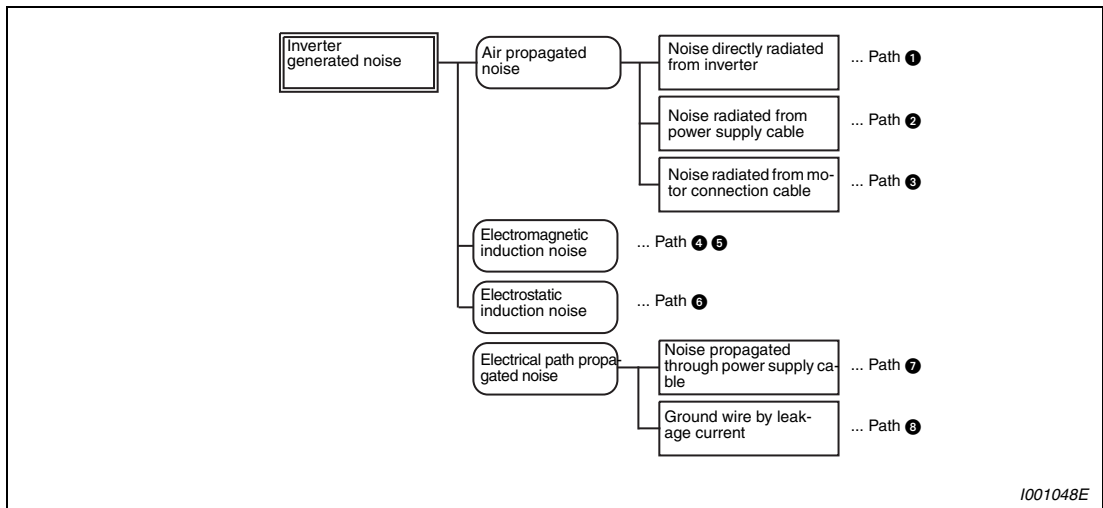 Inverter
generated noise
Air propagated
noise
Noise directly radiated
from inverter
... Path ❶
Noise radiated from
power supply cable
... Path ❷
Noise radiated from mo-
tor connection cable
... Path ❸
Electromagnetic
induction noise
... Path ❹ ❺
Electrostatic
induction noise
... Path ❻
Electrical path propa-
gated noise
Noise propagated
through power supply ca-
ble
... Path ❼
Ground wire by leak-
age current
... Path ❽
I001048E